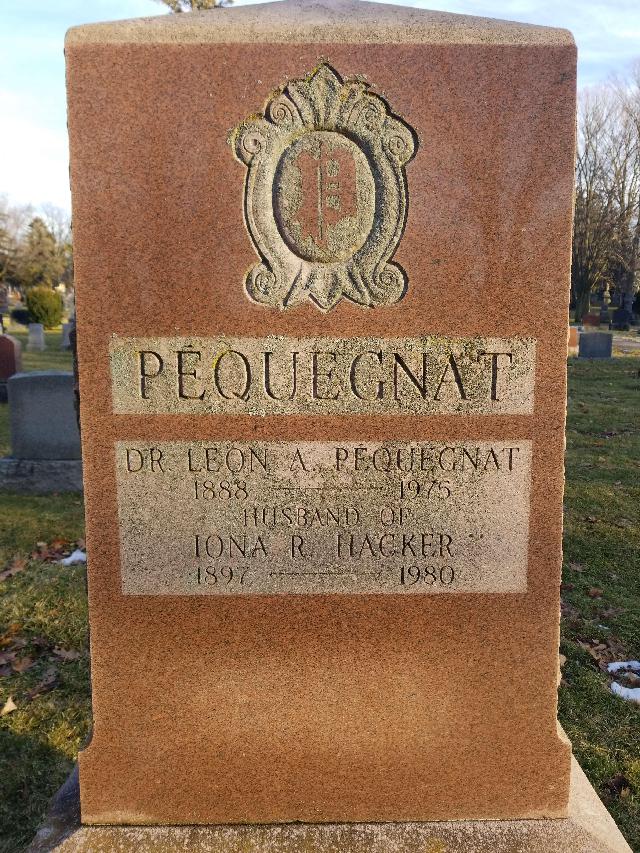 P
PEQUEGNAT
DR. LEON A. PEQUEGNAT
1888 — 1975
HUSBAND OF
IONA R. HACKER
1897 — 1980